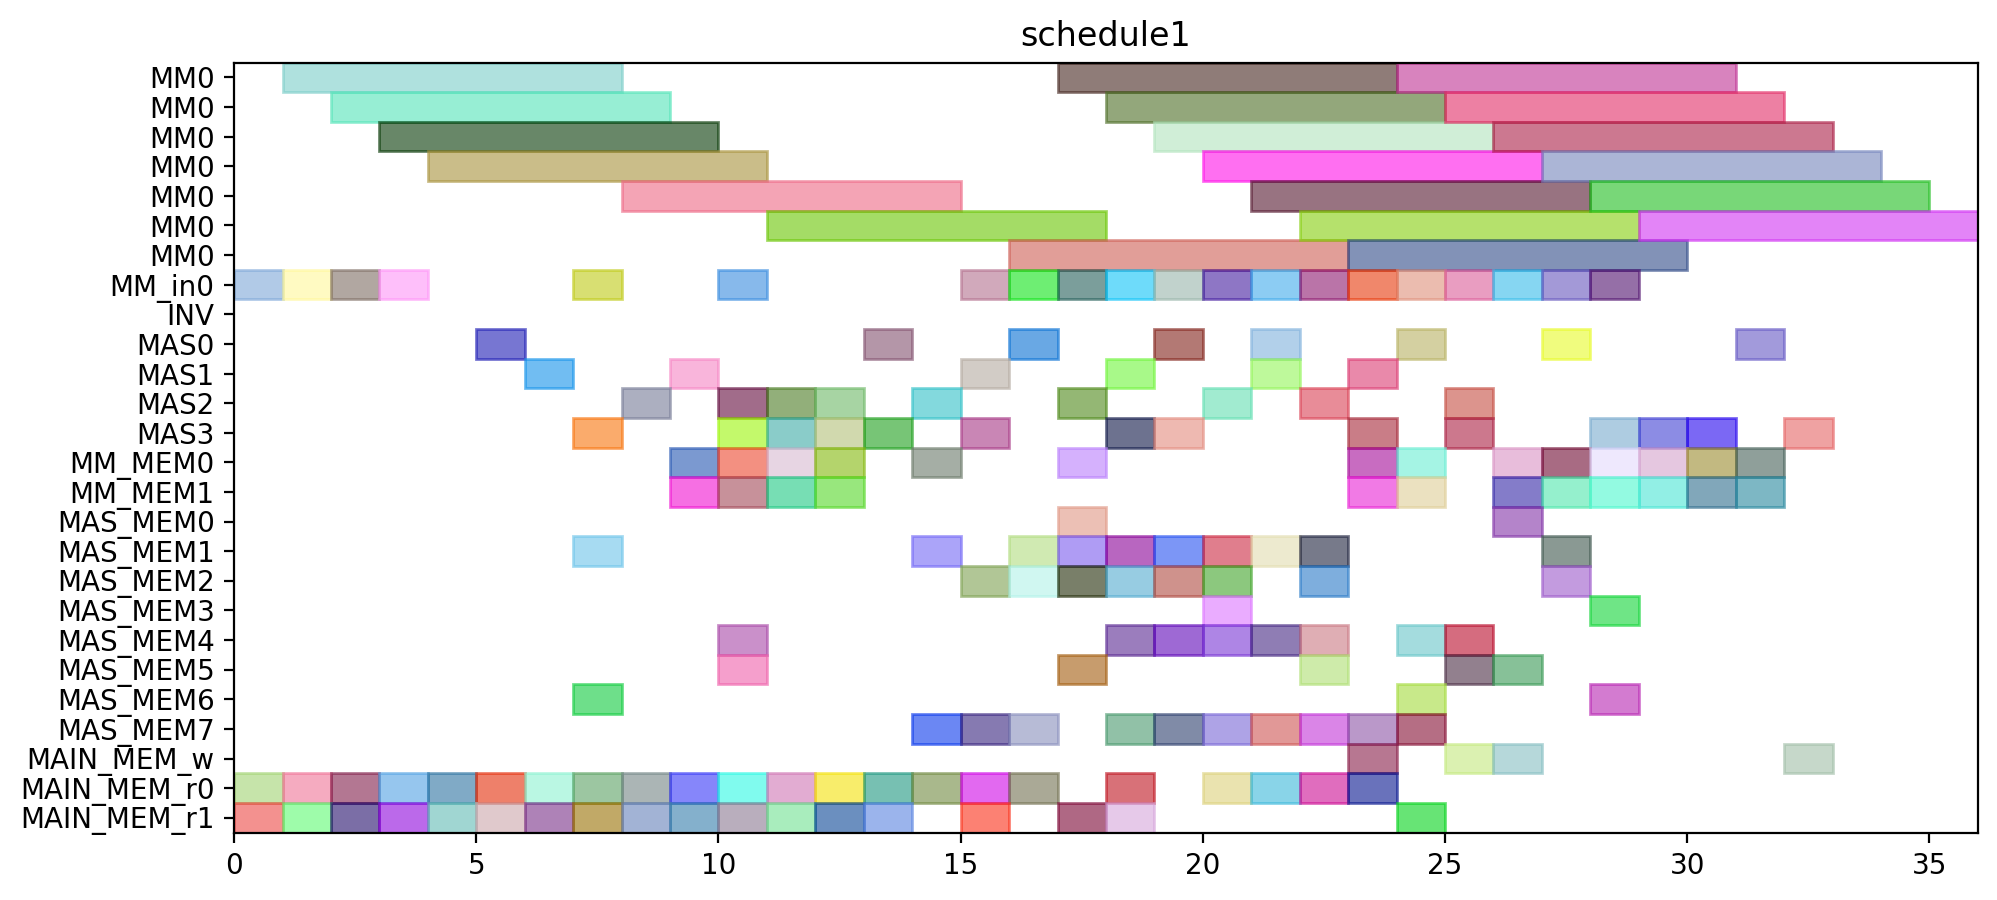 schedule1
MM0
MM0
MM0
MM0
MM0
MM0
MM0
MM_in0
INV
MAS0
MAS1
MAS2
MAS3
MM_MEM0
MM_MEM1
MAS_MEM0
MAS_MEM1
MAS_MEM2
MAS_MEM3
MAS_MEM4
MAS_MEM5
MAS_MEM6
MAS_MEM7
MAIN_MEM_w
MAIN_MEM_r0
MAIN_MEM_r1
0 5 10 15 20 25 30 35